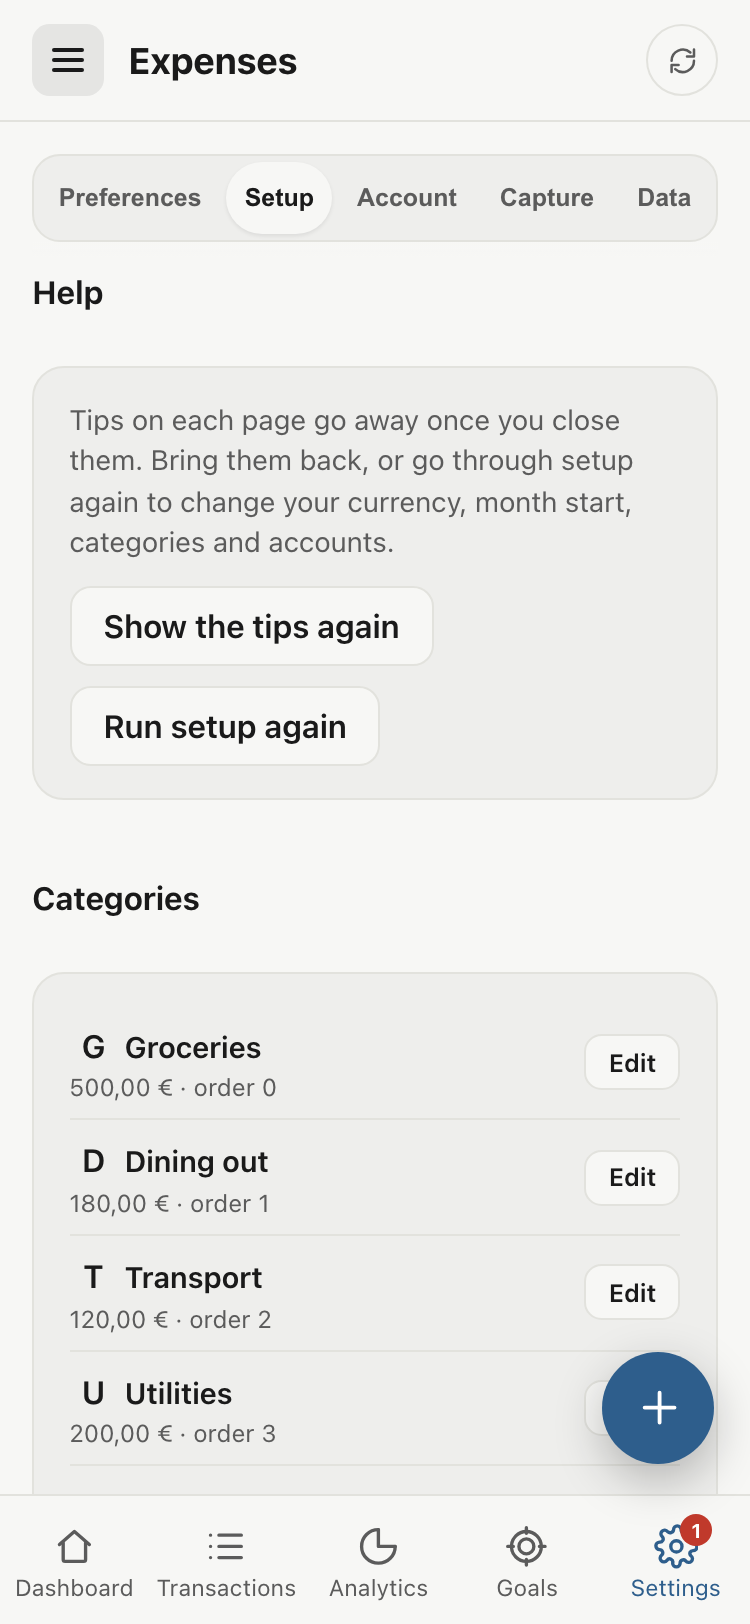 Expenses
Preferences Setup Account Capture Data
Help
Tips on each page go away once you close
them. Bring them back, or go through setup
again to change your currency, month start,
categories and accounts.
Show the tips again
Run setup again
Categories
G Groceries
500,00 € · order 0
Edit
D Dining out
180,00 € · order 1
Edit
T Transport
120,00 € · order 2
Edit
U Utilities
200,00 € · order 3
1
Dashboard Transactions Analytics Goals Settings